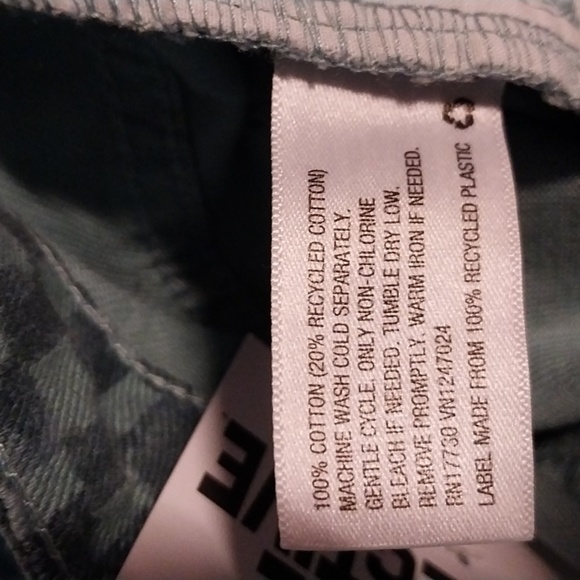 100% COTTON (20% RECYCLED COTTON)
MACHINE WASH COLD SEPARATELY,
GENTLE CYCLE. ONLY NON-CHLORINE
BLEACH IF NEEDED. TUMBLE DRY LOW.
REMOVE PROMPTLY. WARM IRON IF NEEDED.
RN17730 VN1247024
LABEL MADE FROM 100% RECYCLED PLASTIC